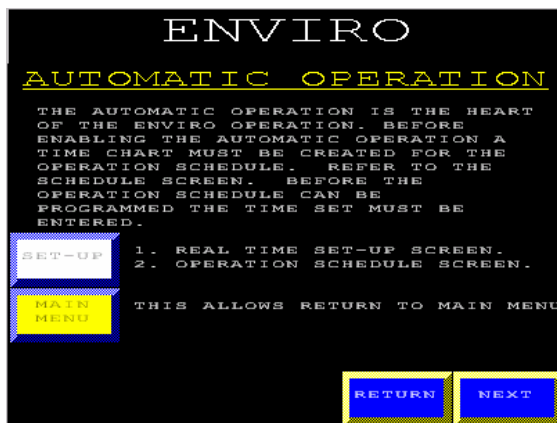 ENVIRO
AUTOMATIC OPERATION
THE AUTOMATIC OPERATION IS THE HEART
OF THE ENVIRO OPERATION. BEFORE
ENABLING THE AUTOMATIC OPERATION A
TIME CHART MUST BE CREATED FOR THE
OPERATION SCHEDULE. REFER TO THE
SCHEDULE SCREEN. BEFORE THE
OPERATION SCHEDULE CAN BE
PROGRAMMED THE TIME SET MUST BE
ENTERED.
SET-UP
1. REAL TIME SET-UP SCREEN.
2. OPERATION SCHEDULE SCREEN.
MAIN
MENU
THIS ALLOWS RETURN TO MAIN MENU
RETURN NEXT